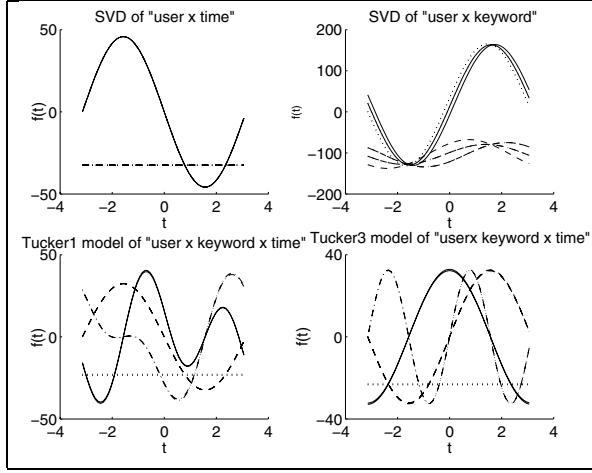 SVD of "user x time"
50
0
−50
−4 −2 0 2 4
t
f(t)
SVD of "user x keyword"
200
100
0
−100
−200
−4 −2 0 2 4
t
f(t)
Tucker1 model of "user x keyword x time"
50
0
50
−4 −2 0 2 4
t
f(t)
Tucker3 model of "userx keyword x time"
40
0
−40
−4 −2 0 2 4
t
f(t)